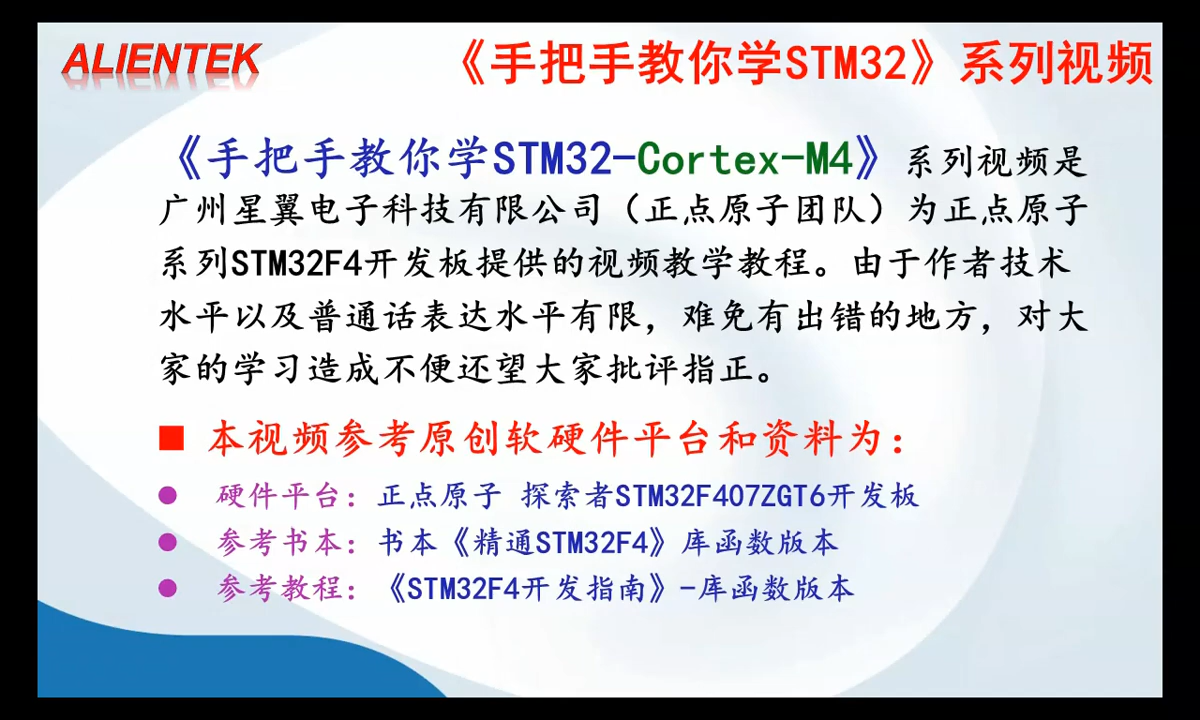 ALIENTEK
《手把手教你学STM32》系列视频
《手把手教你学STM32-Cortex-M4》系列视频是
广州星翼电子科技有限公司（正点原子团队）为正点原子
系列STM32F4开发板提供的视频教学教程。由于作者技术
水平以及普通话表达水平有限，难免有出错的地方，对大
家的学习造成不便还望大家批评指正。
■ 本视频参考原创软硬件平台和资料为：
● 硬件平台：正点原子 探索者STM32F407ZGT6开发板
● 参考书本：书本《精通STM32F4》库函数版本
● 参考教程：《STM32F4开发指南》-库函数版本